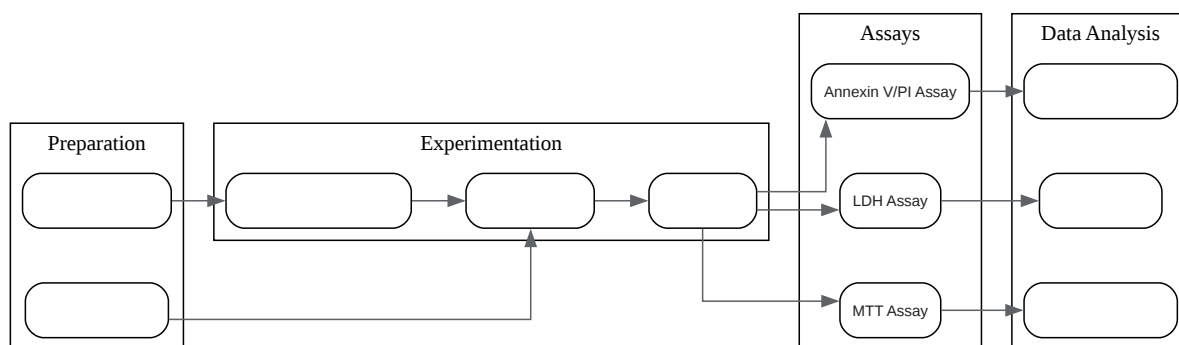 Assays
Data Analysis
Annexin V/PI Assay
Preparation
Experimentation
LDH Assay
MTT Assay